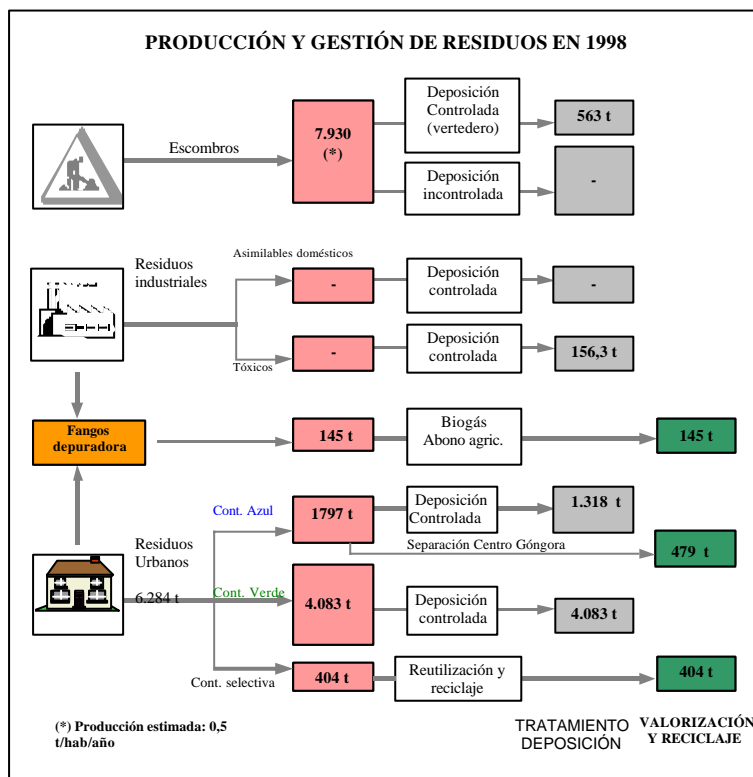 PRODUCCIÓN Y GESTIÓN DE RESIDUOS EN 1998
Escombros
7.930
(*)
Deposición
Controlada
(vertedero)
563 t
Deposición
incontrolada
-
Residuos
industriales
Asimilables domésticos
-
Deposición
controlada
-
Tóxicos
-
Deposición
controlada
156,3 t
Fangos
depuradora
145 t
Biogás
Abono agric.
145 t
Residuos
Urbanos
6.284 t
Cont. Azul
1797 t
Deposición
Controlada
1.318 t
Separación Centro Góngora
479 t
Cont. Verde
4.083 t
Deposición
controlada
4.083 t
Cont. selectiva
404 t
Reutilización y
reciclaje
404 t
(*) Producción estimada: 0,5
t/hab/año
TRATAMIENTO
DEPOSICIÓN
VALORIZACIÓN
Y RECICLAJE